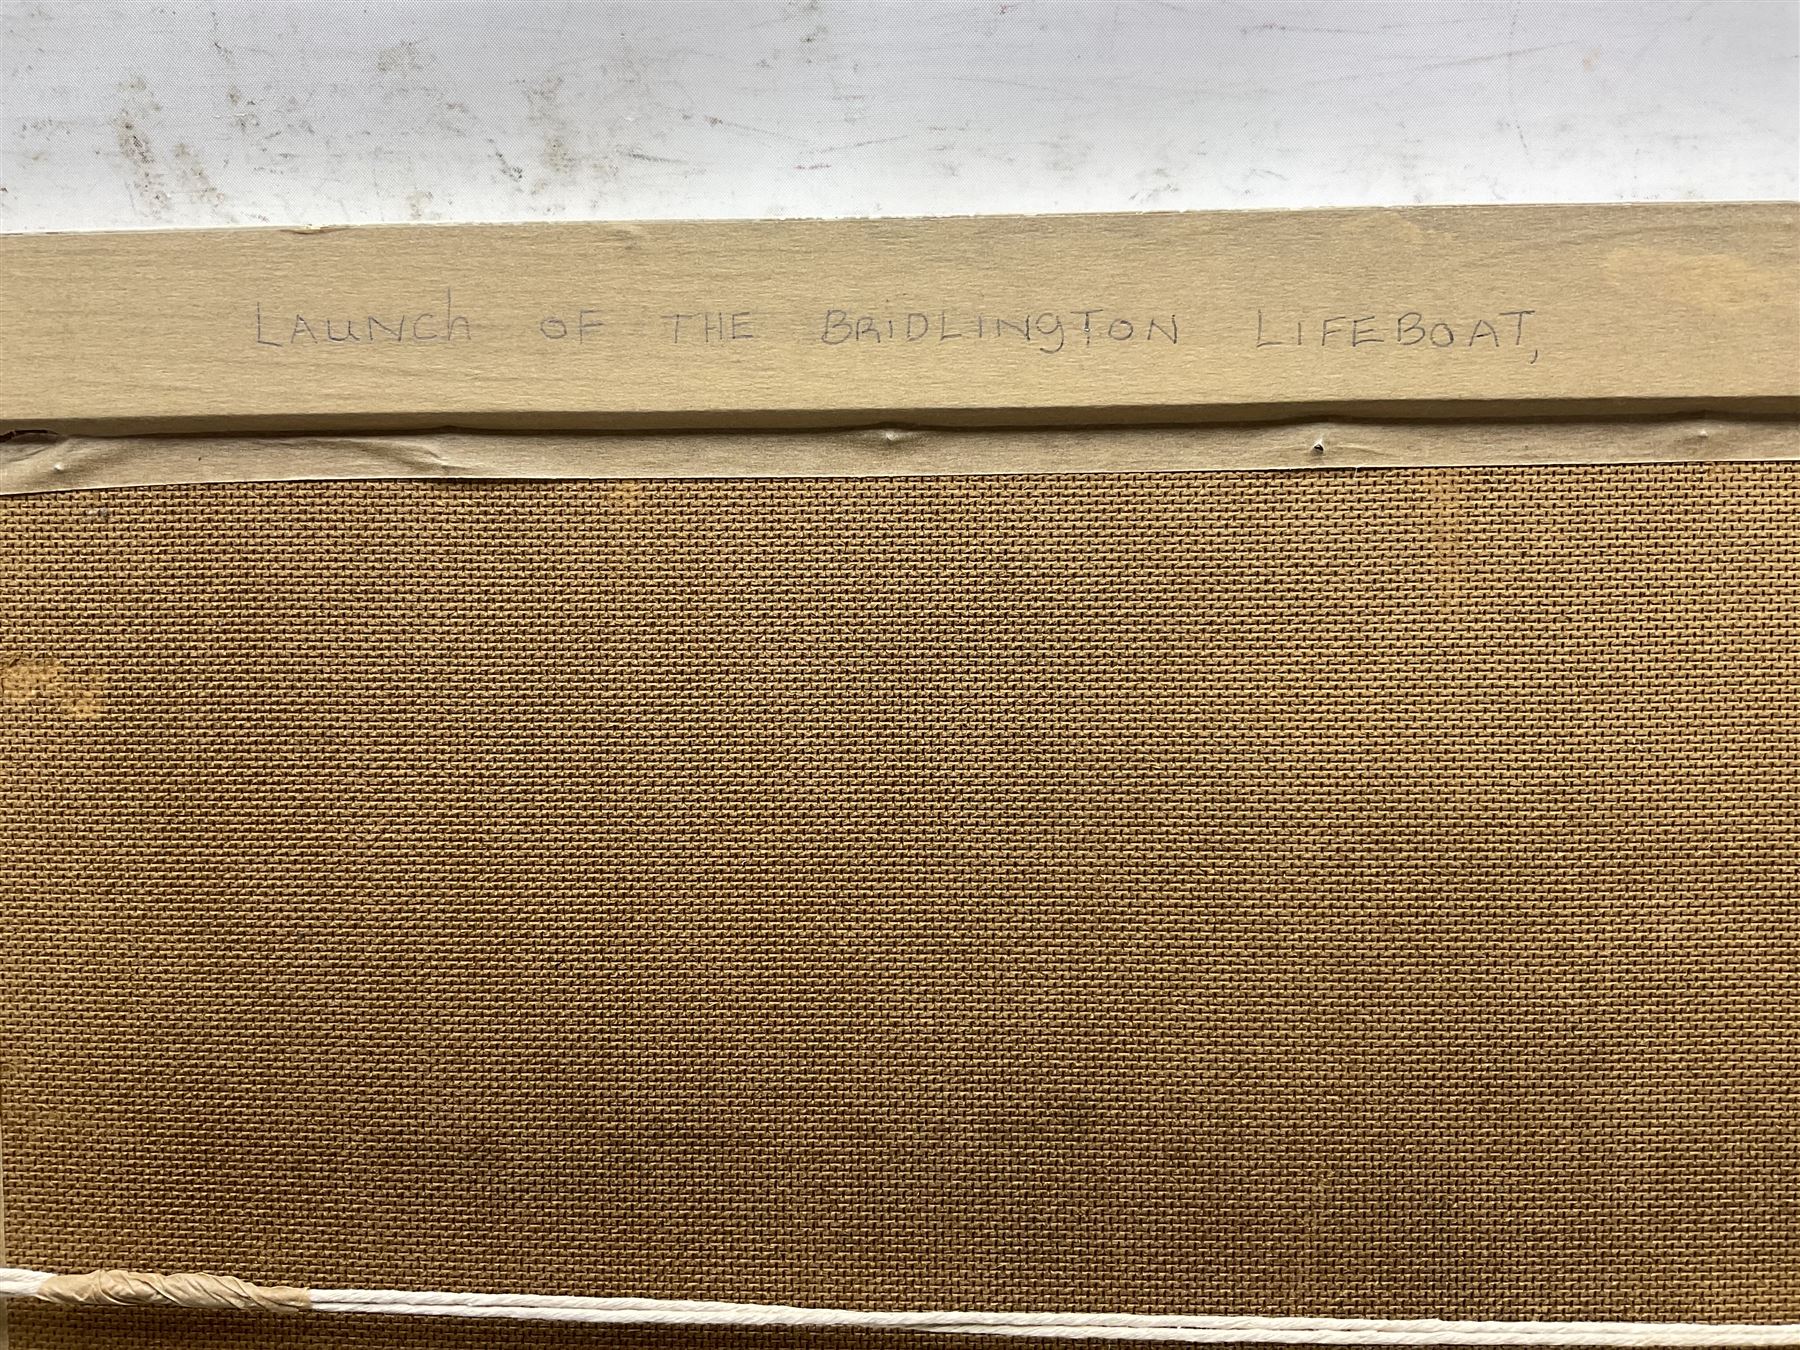 LAUNCh OF THE BRIDLINgTON LIFEBOAT,